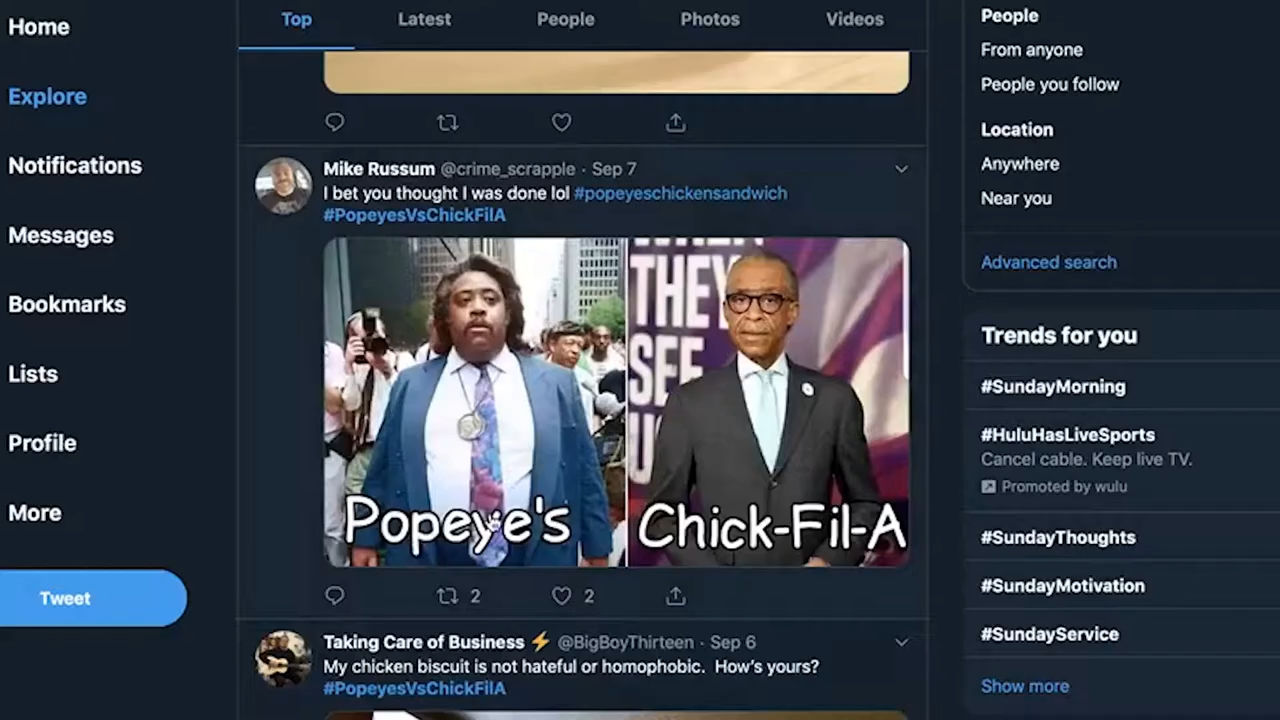 Home
Explore
Notifications
Messages
Bookmarks
Lists
Profile
More
Tweet
Top
Latest
People
Photos
Videos
Mike Russum @crime_scrapple · Sep 7
I bet you thought I was done lol #popeyeschickensandwich
#PopeyesVsChickFilA
THEY
SEE
Popeye's
Chick-Fil-A
2
2
Taking Care of Business ⚡ @BigBoyThirteen · Sep 6
My chicken biscuit is not hateful or homophobic. How's yours?
#PopeyesVsChickFilA
People
From anyone
People you follow
Location
Anywhere
Near you
Advanced search
Trends for you
#SundayMorning
#HuluHasLiveSports
Cancel cable. Keep live TV.
Promoted by wulu
#SundayThoughts
#SundayMotivation
#SundayService
Show more